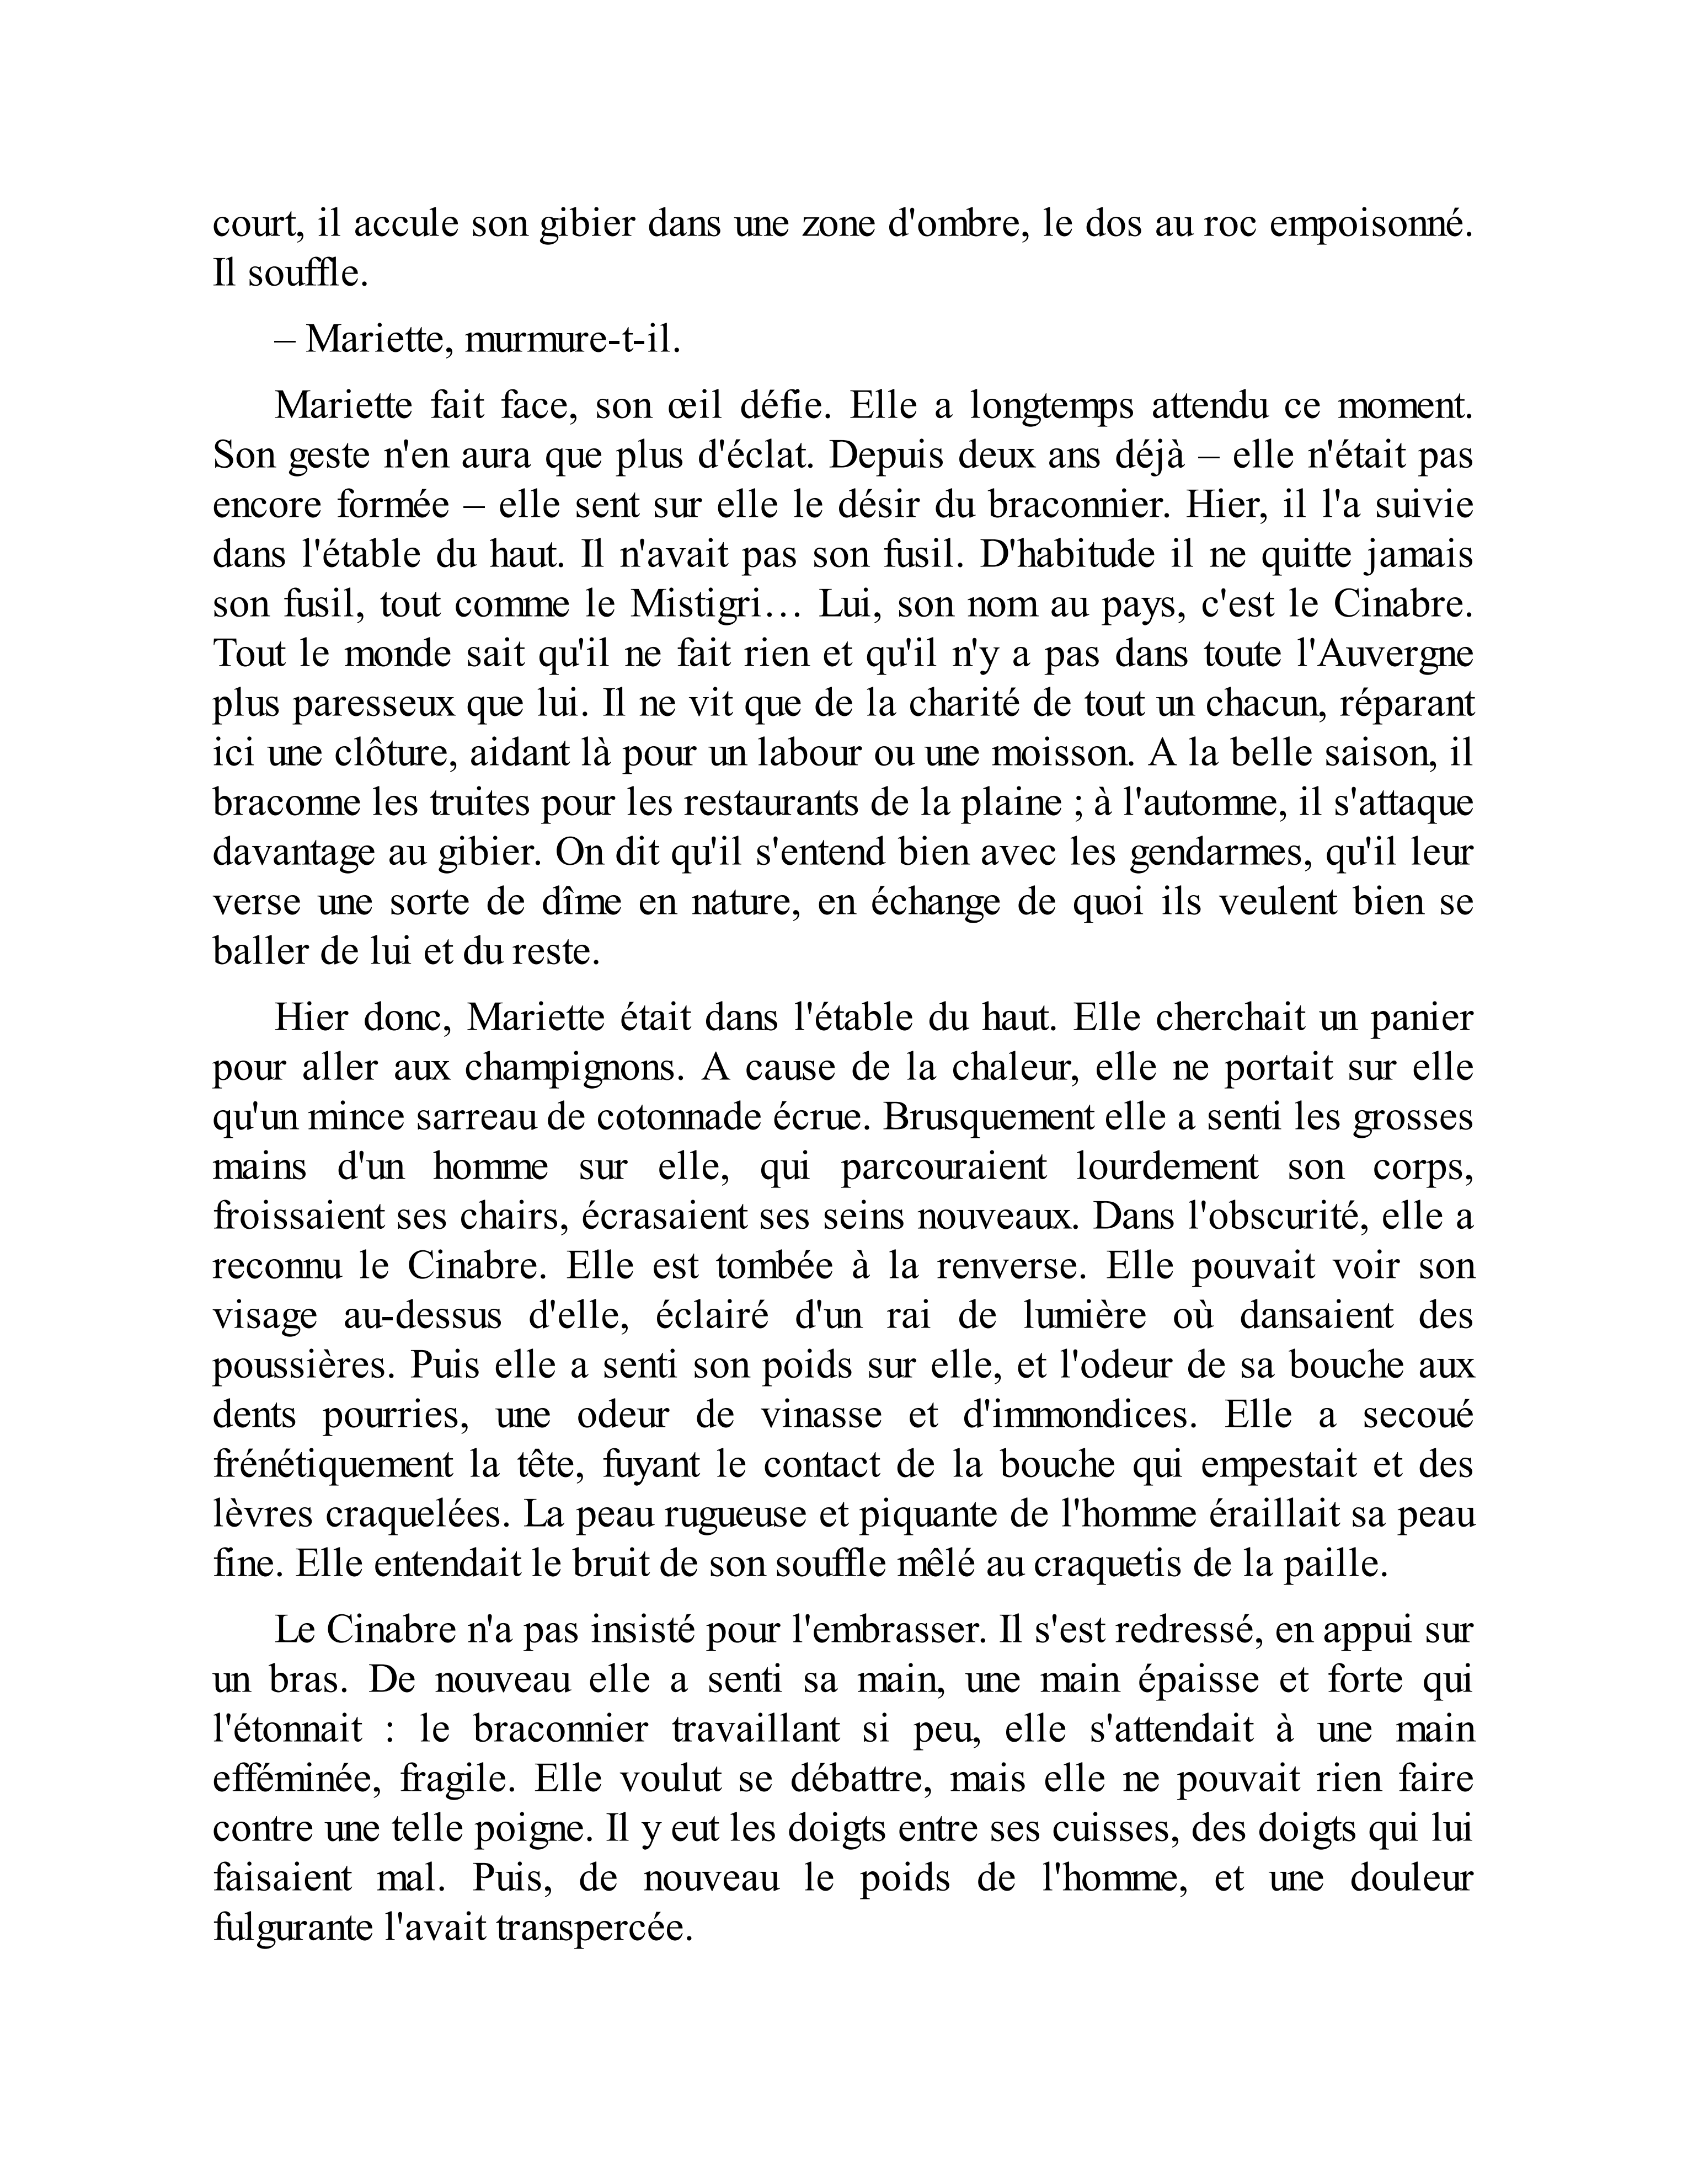 court, il accule son gibier dans une zone d'ombre, le dos au roc empoisonné.
Il souffle.
– Mariette, murmure-t-il.
Mariette fait face, son œil défie. Elle a longtemps attendu ce moment.
Son geste n'en aura que plus d'éclat. Depuis deux ans déjà – elle n'était pas
encore formée – elle sent sur elle le désir du braconnier. Hier, il l'a suivie
dans l'étable du haut. Il n'avait pas son fusil. D'habitude il ne quitte jamais
son fusil, tout comme le Mistigri… Lui, son nom au pays, c'est le Cinabre.
Tout le monde sait qu'il ne fait rien et qu'il n'y a pas dans toute l'Auvergne
plus paresseux que lui. Il ne vit que de la charité de tout un chacun, réparant
ici une clôture, aidant là pour un labour ou une moisson. A la belle saison, il
braconne les truites pour les restaurants de la plaine ; à l'automne, il s'attaque
davantage au gibier. On dit qu'il s'entend bien avec les gendarmes, qu'il leur
verse une sorte de dîme en nature, en échange de quoi ils veulent bien se
baller de lui et du reste.
Hier donc, Mariette était dans l'étable du haut. Elle cherchait un panier
pour aller aux champignons. A cause de la chaleur, elle ne portait sur elle
qu'un mince sarreau de cotonnade écrue. Brusquement elle a senti les grosses
mains d'un homme sur elle, qui parcouraient lourdement son corps,
froissaient ses chairs, écrasaient ses seins nouveaux. Dans l'obscurité, elle a
reconnu le Cinabre. Elle est tombée à la renverse. Elle pouvait voir son
visage au-dessus d'elle, éclairé d'un rai de lumière où dansaient des
poussières. Puis elle a senti son poids sur elle, et l'odeur de sa bouche aux
dents pourries, une odeur de vinasse et d'immondices. Elle a secoué
frénétiquement la tête, fuyant le contact de la bouche qui empestait et des
lèvres craquelées. La peau rugueuse et piquante de l'homme éraillait sa peau
fine. Elle entendait le bruit de son souffle mêlé au craquetis de la paille.
Le Cinabre n'a pas insisté pour l'embrasser. Il s'est redressé, en appui sur
un bras. De nouveau elle a senti sa main, une main épaisse et forte qui
l'étonnait : le braconnier travaillant si peu, elle s'attendait à une main
efféminée, fragile. Elle voulut se débattre, mais elle ne pouvait rien faire
contre une telle poigne. Il y eut les doigts entre ses cuisses, des doigts qui lui
faisaient mal. Puis, de nouveau le poids de l'homme, et une douleur
fulgurante l'avait transpercée.